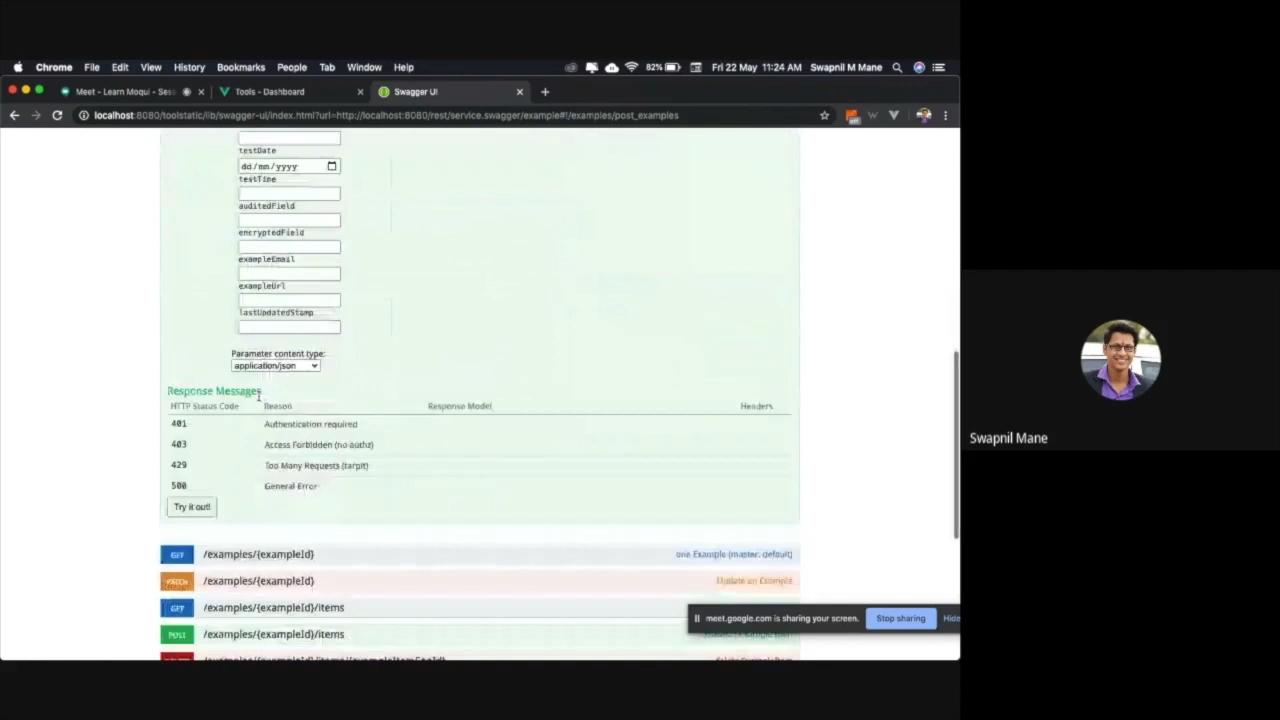 Chrome File Edit View History Bookmarks People Tab Window Help 82% Fri 22 May 11:24 AM Swapnil M Mane
Meet - Learn Moqui - Sess Tools - Dashboard Swagger UI
localhost:8080/toolstatic/lib/swagger-ui/index.html?url=http://localhost:8080/rest/service.swagger/example#!/examples/post_examples
testDate
dd/mm/yyyy
testTime
auditedField
encryptedField
exampleEmail
exampleUrl
lastUpdatedStamp
Parameter content type:
application/json
Response Messages
HTTP Status Code Reason Response Model Headers
401 Authentication required
403 Access Forbidden (no authz)
429 Too Many Requests (tarpit)
500 General Error
Try it out!
GET /examples/{exampleId} one Example (master: default)
/examples/{exampleId} Update an Example
GET /examples/{exampleId}/items
POST /examples/{exampleId}/items
meet.google.com is sharing your screen. Stop sharing Hide
Swapnil Mane